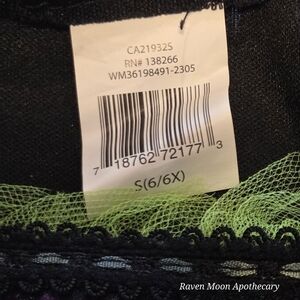 CA21932S
RN# 138266
WM36198491-2305
7 18762 72177 3
S(6/6X)
Raven Moon Apothecary